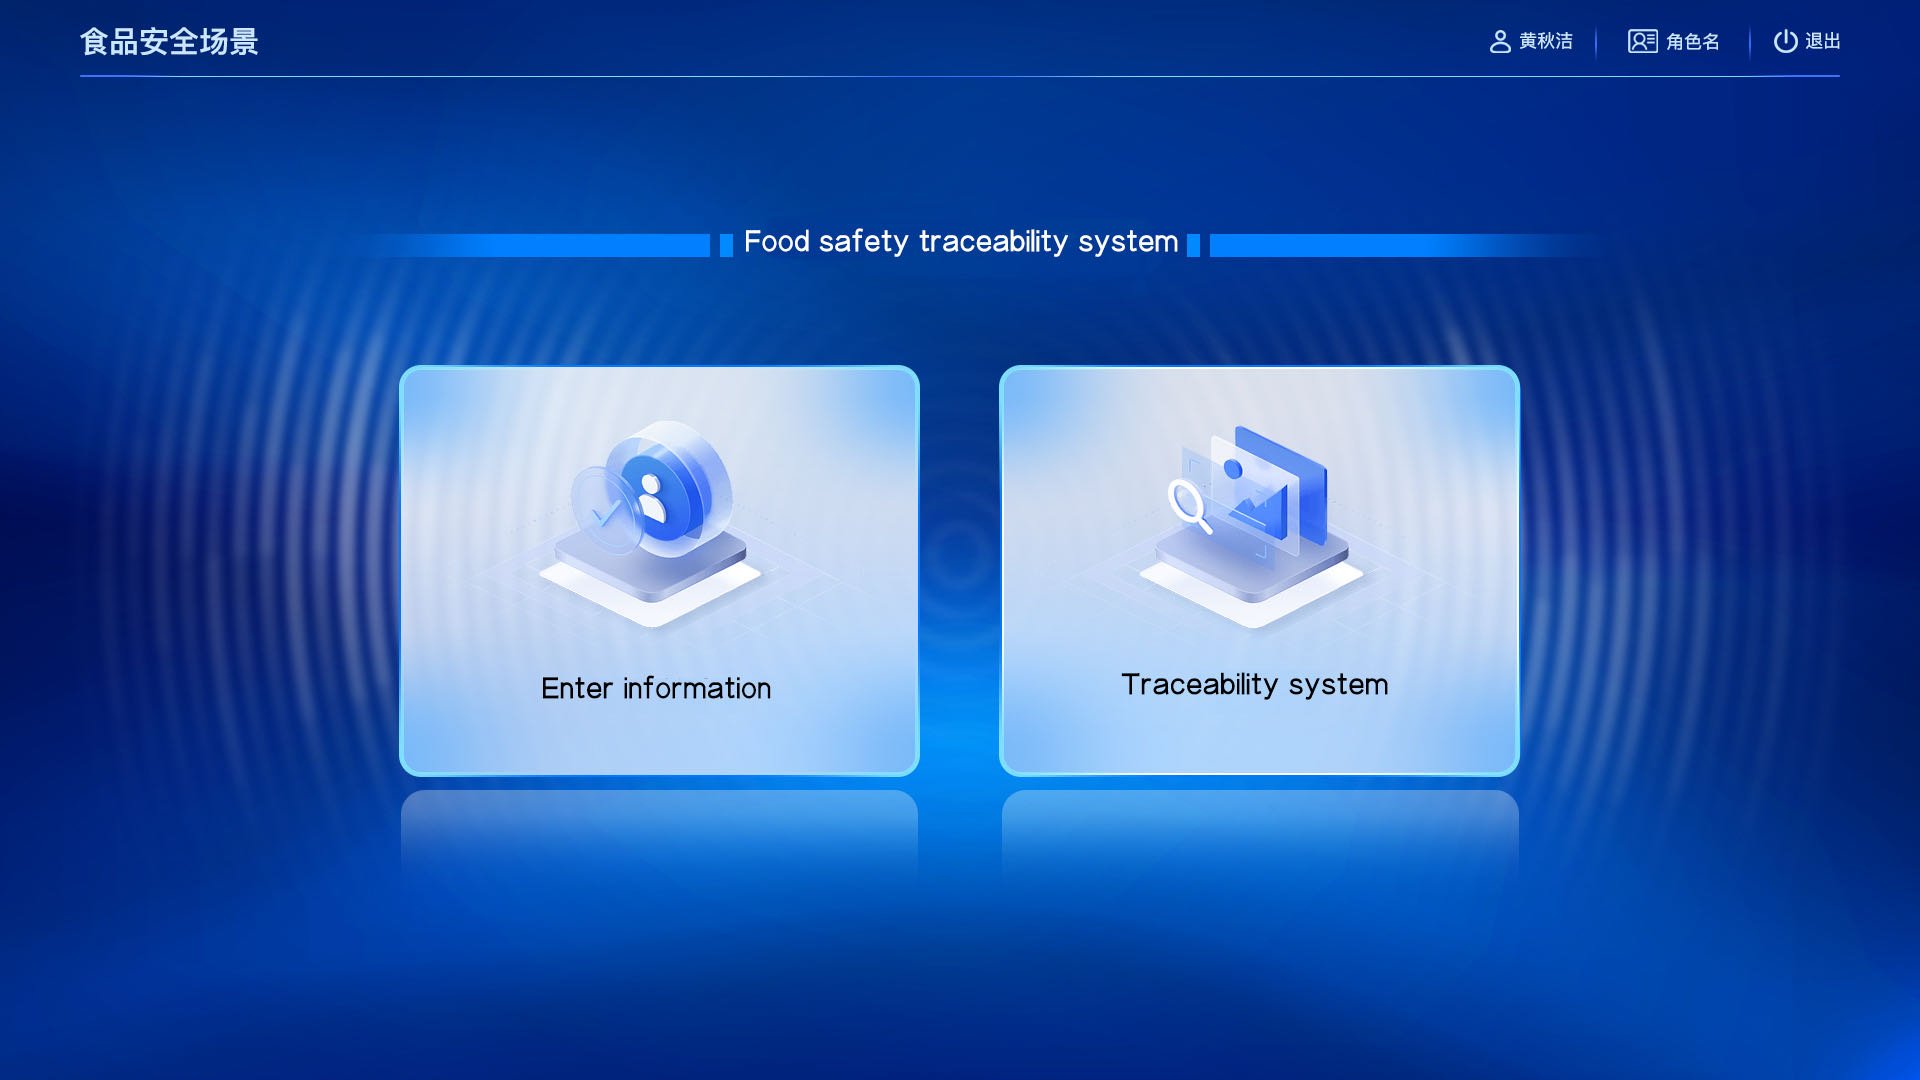 食品安全场景
黄秋洁
角色名
退出
Food safety traceability system
Enter information
Traceability system